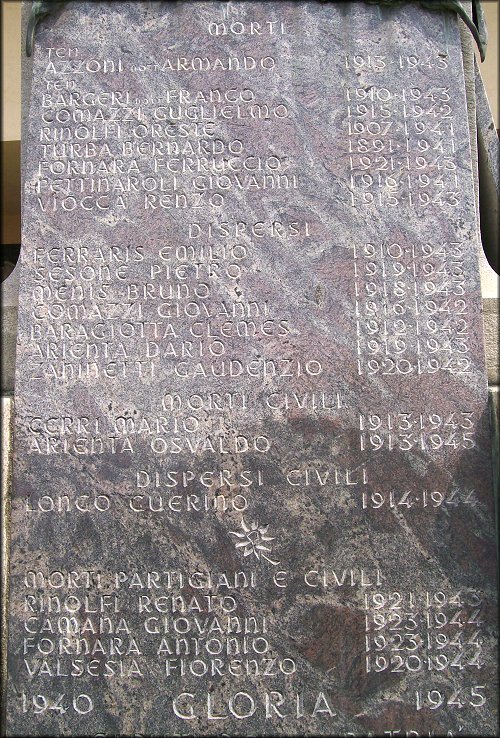 MORTI
TEN
AZZONI DOTT ARMANDO 1913·1943
TEN
BARGERI DOTT FRANCO 1910·1943
COMAZZI GUGLIELMO 1915·1942
RINOLFI ORESTE 1907·1941
TURBA BERNARDO 1891·1941
FORNARA FERRUCCIO 1921·1943
PETTINAROLI GIOVANNI 1916·1941
VIOCCA RENZO 1915·1943
DISPERSI
FERRARIS EMILIO 1910·1943
SESONE PIETRO 1919·1943
MENIS BRUNO 1918·1943
COMAZZI GIOVANNI 1916·1942
BARAGIOTTA CLEMES 1912·1942
ARIENTA DARIO 1919·1943
ZANINETTI GAUDENZIO 1920·1942
MORTI CIVILI
CERRI MARIO 1913·1943
ARIENTA OSVALDO 1913·1945
DISPERSI CIVILI
LONGO GUERINO 1914·1944
MORTI PARTIGIANI E CIVILI
RINOLFI RENATO 1921·1943
CAMANA GIOVANNI 1923·1944
FORNARA ANTONIO 1923·1944
VALSESIA FIORENZO 1920·1944
1940 GLORIA 1945